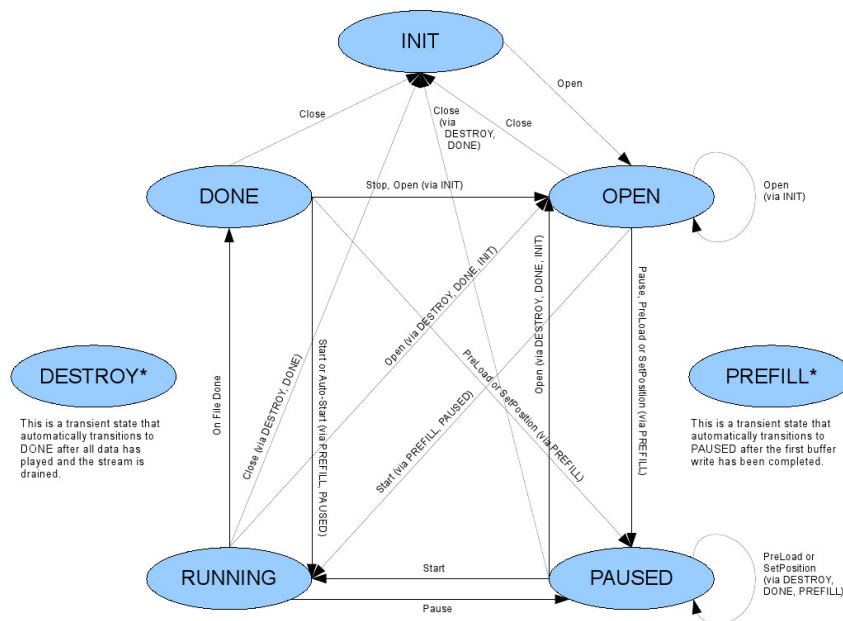 INIT
Open
Close
Close
(via
DESTROY,
DONE)
Close
DONE
Stop, Open (via INIT)
OPEN
Open
(via INIT)
On File Done
Close (via DESTROY, DONE)
Start or Auto-Start (via PREFILL, PAUSED)
Open (via DESTROY, DONE, INIT)
PreLoad or SetPosition (via PREFILL)
Start (via PREFILL, PAUSED)
Open (via DESTROY, DONE, INIT)
Pause, PreLoad or SetPosition (via PREFILL)
DESTROY*
This is a transient state that
automatically transitions to
DONE after all data has
played and the stream is
drained.
PREFILL*
This is a transient state that
automatically transitions to
PAUSED after the first buffer
write has been completed.
RUNNING
Start
Pause
PAUSED
PreLoad or
SetPosition
(via DESTROY,
DONE, PREFILL)